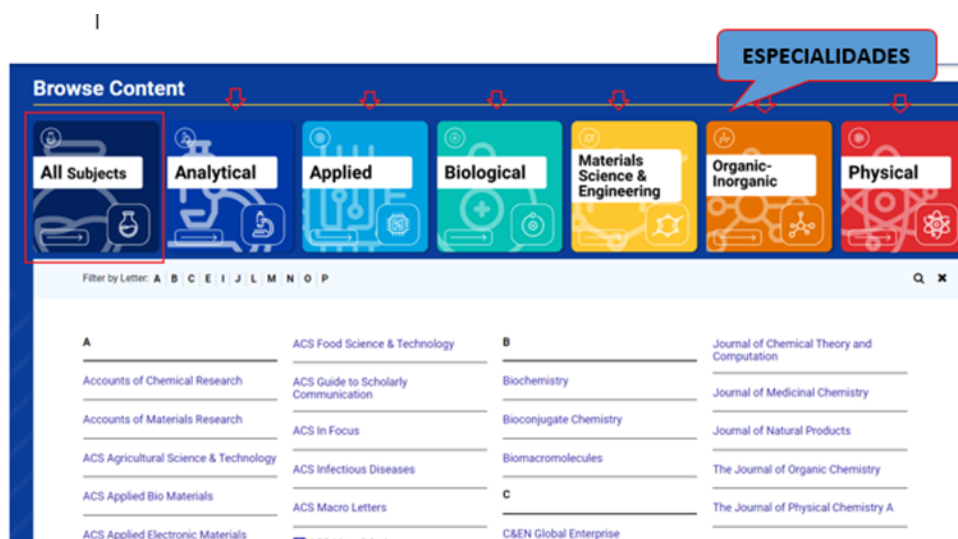 ESPECIALIDADES
Browse Content
All Subjects
Analytical
Applied
Biological
Materials
Science &
Engineering
Organic-
Inorganic
Physical
Filter by Letter: A B C E I J L M N O P
A
Accounts of Chemical Research
Accounts of Materials Research
ACS Agricultural Science & Technology
ACS Applied Bio Materials
ACS Applied Electronic Materials
ACS Food Science & Technology
ACS Guide to Scholarly
Communication
ACS In Focus
ACS Infectious Diseases
ACS Macro Letters
B
Biochemistry
Bioconjugate Chemistry
Biomacromolecules
C
C&EN Global Enterprise
Journal of Chemical Theory and
Computation
Journal of Medicinal Chemistry
Journal of Natural Products
The Journal of Organic Chemistry
The Journal of Physical Chemistry A